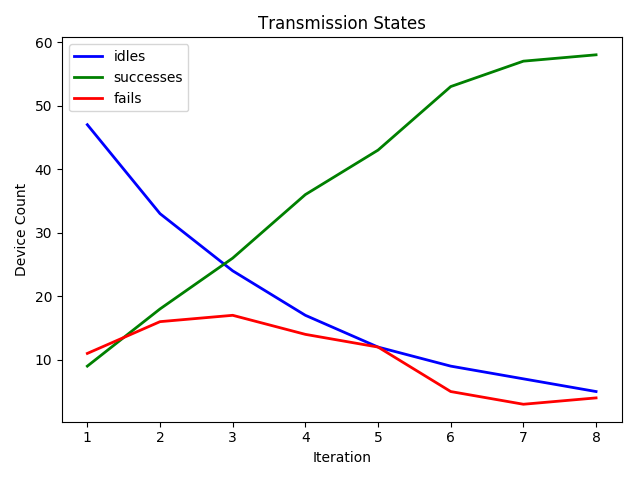 Transmission States
idles
successes
fails
60
50
40
30
20
10
Device Count
1 2 3 4 5 6 7 8
Iteration